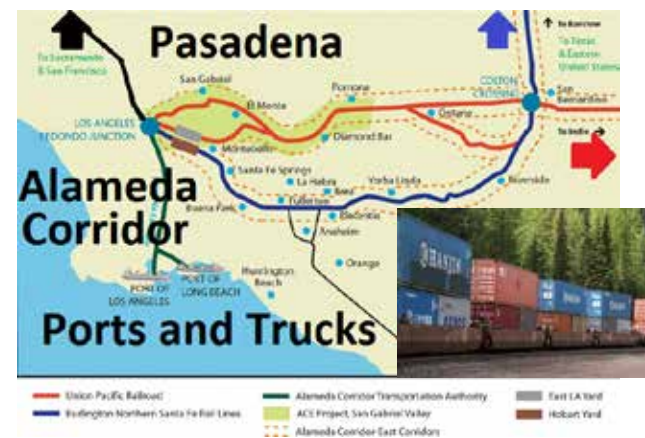 Pasadena
To Sacramento
& San Francisco
To Barstow
To Texas
& Eastern
United States
San Gabriel
El Monte
Pomona
COLTON
CROSSING
San
Bernardino
Ontario
LOS ANGELES
REDONDO JUNCTION
Diamond Bar
Montebello
To Indio
Santa Fe Springs
La Habra
Brea
Yorba Linda
Riverside
Alameda
Corridor
Buena Park
Fullerton
Placentia
Anaheim
Orange
Huntington
Beach
PORT OF
LOS ANGELES
PORT OF
LONG BEACH
HANJIN
Ports and Trucks
Union Pacific Railroad
Burlington Northern Santa Fe Rail Lines
Alameda Corridor Transportation Authority
ACE Project, San Gabriel Valley
Alameda Corridor East Corridors
East LA Yard
Hobart Yard